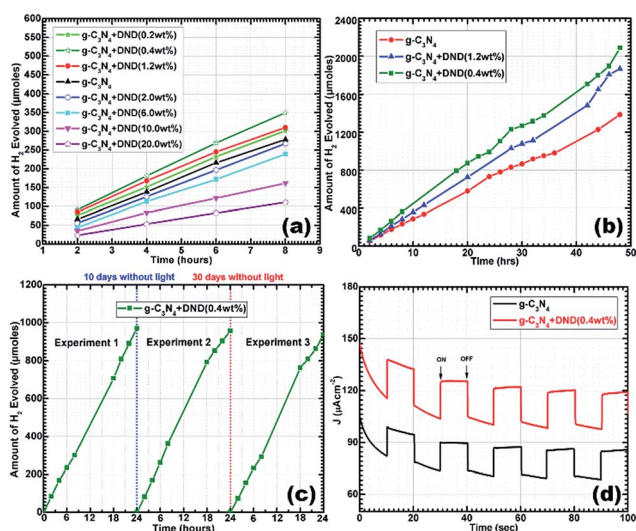 Amount of H2 Evolved (μmoles)
600
550
500
450
400
350
300
250
200
150
100
50
0
g-C3N4+DND(0.2wt%)
g-C3N4+DND(0.4wt%)
g-C3N4+DND(1.2wt%)
g-C3N4
g-C3N4+DND(2.0wt%)
g-C3N4+DND(6.0wt%)
g-C3N4+DND(10.0wt%)
g-C3N4+DND(20.0wt%)
(a)
1 2 3 4 5 6 7 8 9
Time (hours)
Amount of H2 Evolved (μmoles)
2400
2000
1600
1200
800
400
g-C3N4
g-C3N4+DND(1.2wt%)
g-C3N4+DND(0.4wt%)
(b)
0 10 20 30 40 50
Time (hrs)
10 days without light
30 days without light
Amount of H2 Evolved (μmoles)
1200
1000
800
600
400
200
0
g-C3N4+DND(0.4wt%)
Experiment 1
Experiment 2
Experiment 3
(c)
0 6 12 18 24 6 12 18 24 6 12 18 24
Time (hours)
J (μAcm-2)
180
150
120
90
60
g-C3N4
g-C3N4+DND(0.4wt%)
ON
OFF
(d)
0 20 40 60 80 100
Time (sec)